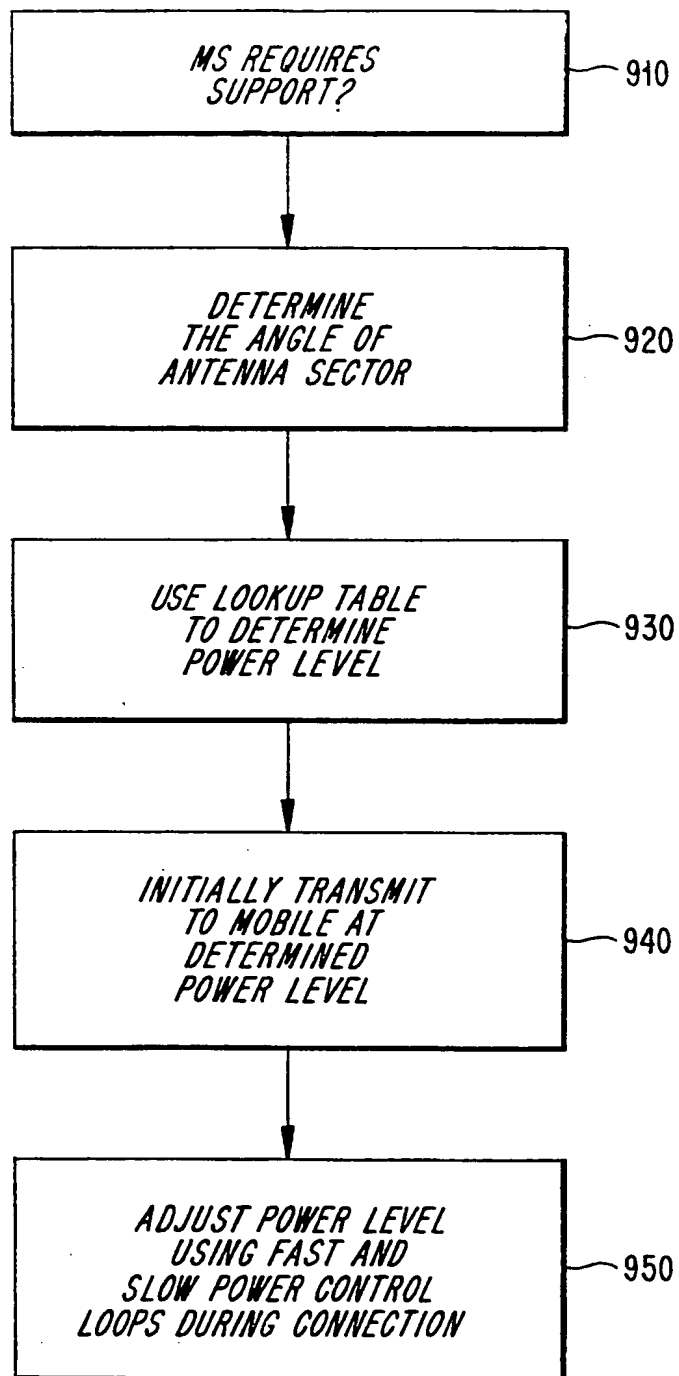 MS REQUIRES
SUPPORT?
910
DETERMINE
THE ANGLE OF
ANTENNA SECTOR
920
USE LOOKUP TABLE
TO DETERMINE
POWER LEVEL
930
INITIALLY TRANSMIT
TO MOBILE AT
DETERMINED
POWER LEVEL
940
ADJUST POWER LEVEL
USING FAST AND
SLOW POWER CONTROL
LOOPS DURING CONNECTION
950